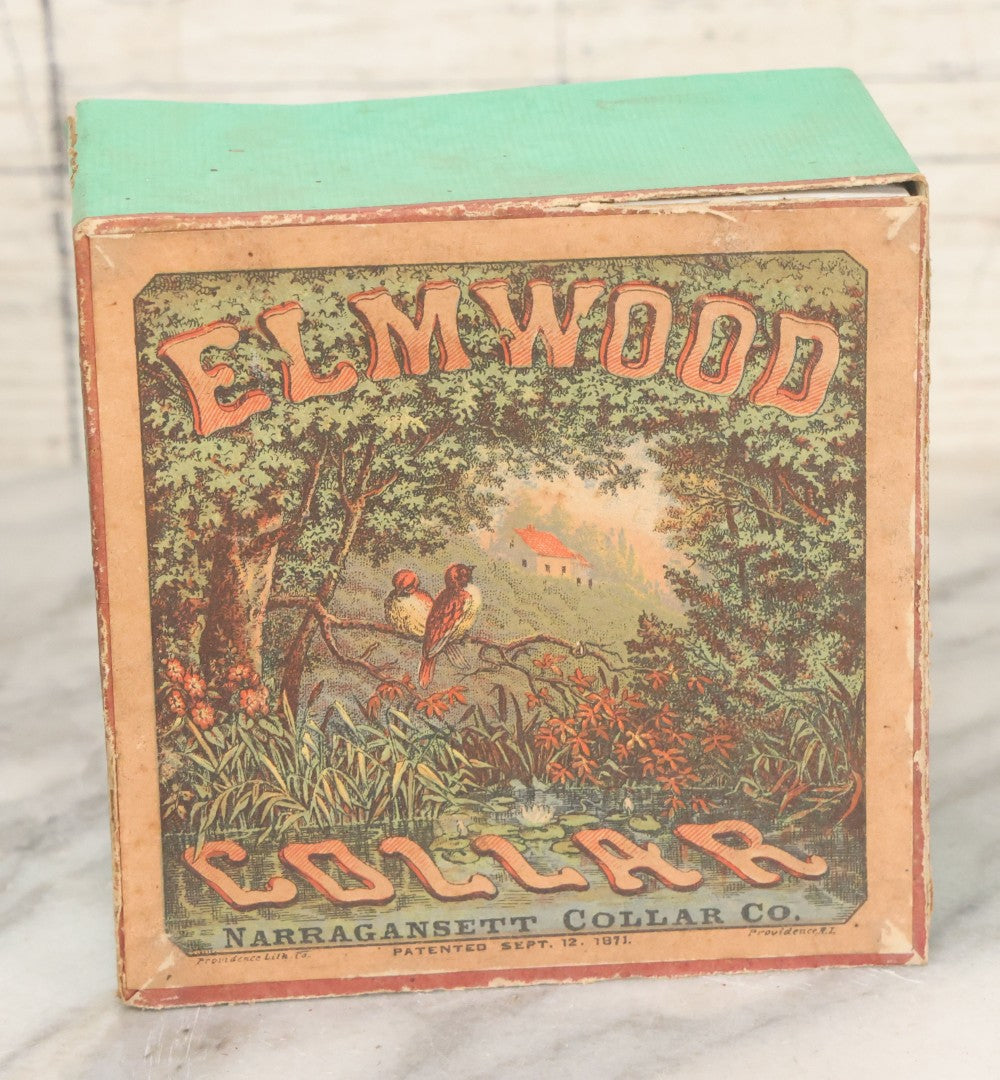 ELMWOOD
COLLAR
NARRAGANSETT COLLAR CO.
Providence Lith. Co. PATENTED SEPT. 12. 1871. Providence, R.I.